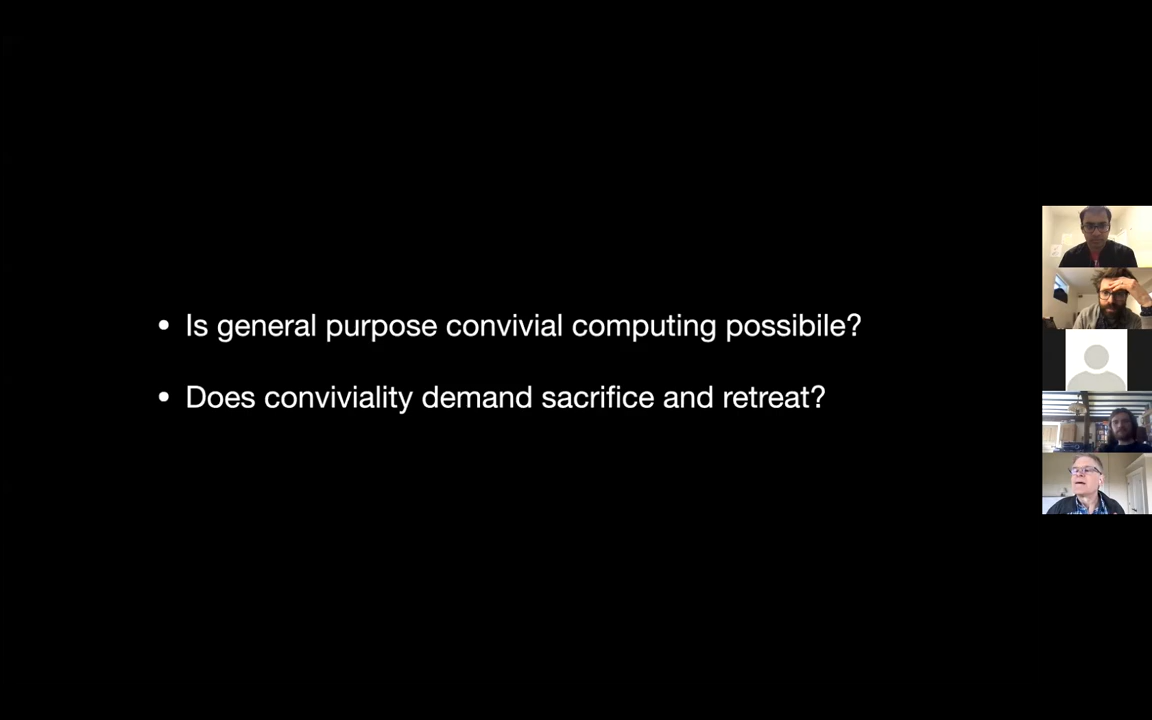 • Is general purpose convivial computing possibile?
• Does conviviality demand sacrifice and retreat?